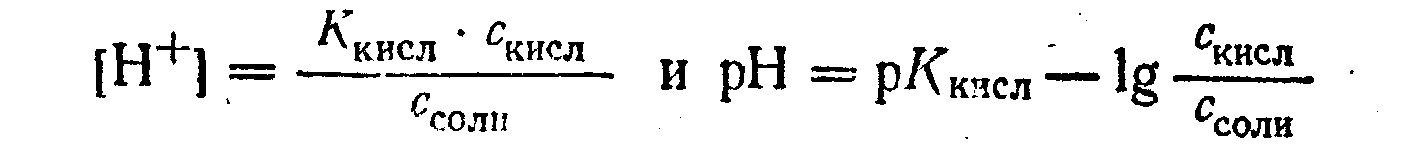 [H⁺] = (K_кисл · c_кисл) / c_соли и pH = pK_кисл — lg (c_кисл / c_соли).